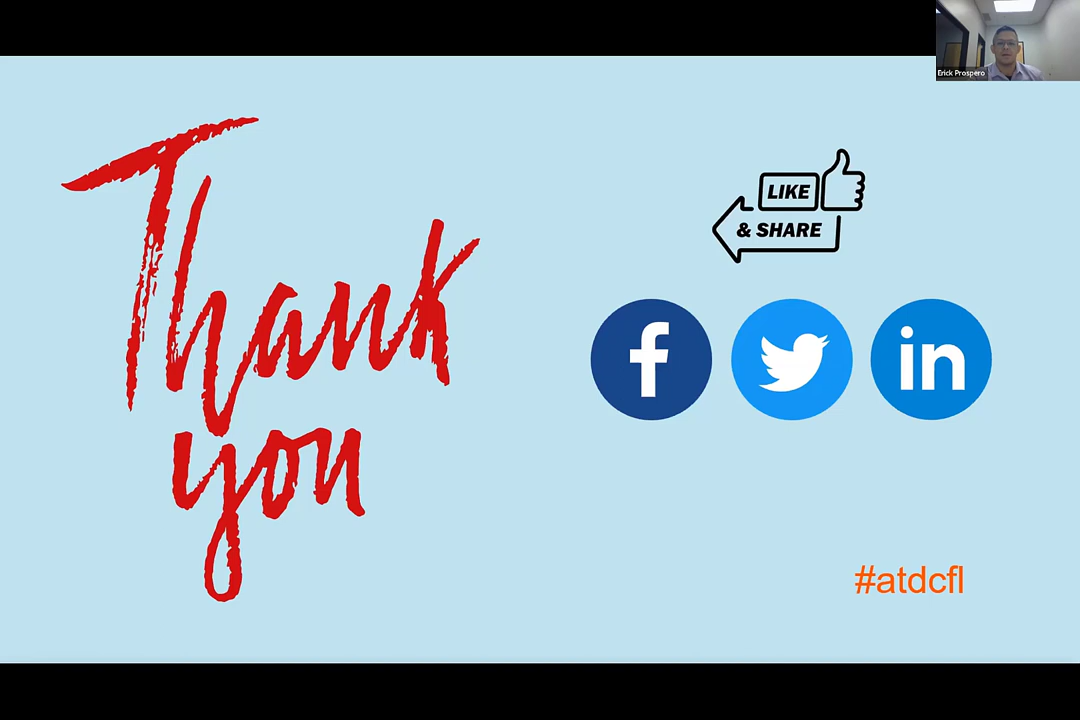 Erick Prospero
Thank
you
LIKE
& SHARE
f
in
#atdcfl